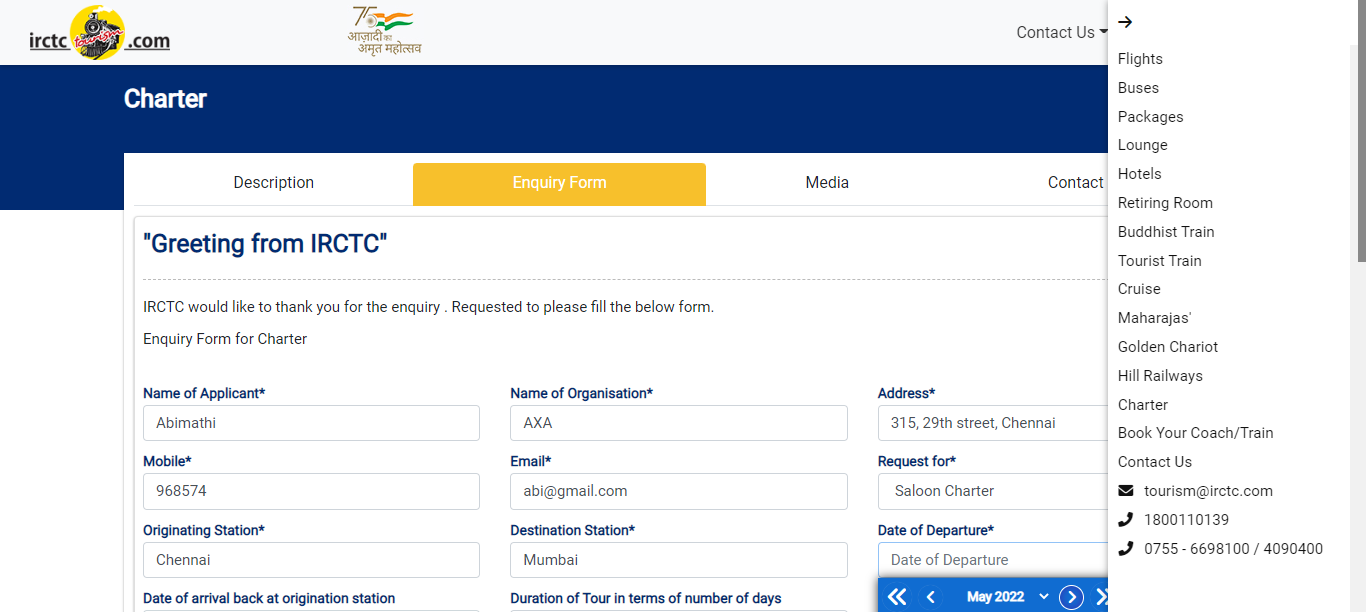 irctc tourism .com
75
आज़ादी का
अमृत महोत्सव
Contact Us
Charter
Description
Enquiry Form
Media
Contact
"Greeting from IRCTC"
IRCTC would like to thank you for the enquiry . Requested to please fill the below form.
Enquiry Form for Charter
Name of Applicant*
Name of Organisation*
Address*
Abimathi
AXA
315, 29th street, Chennai
Mobile*
Email*
Request for*
968574
abi@gmail.com
Saloon Charter
Originating Station*
Destination Station*
Date of Departure*
Chennai
Mumbai
Date of Departure
Date of arrival back at origination station
Duration of Tour in terms of number of days
May 2022
Flights
Buses
Packages
Lounge
Hotels
Retiring Room
Buddhist Train
Tourist Train
Cruise
Maharajas'
Golden Chariot
Hill Railways
Charter
Book Your Coach/Train
Contact Us
tourism@irctc.com
1800110139
0755 - 6698100 / 4090400